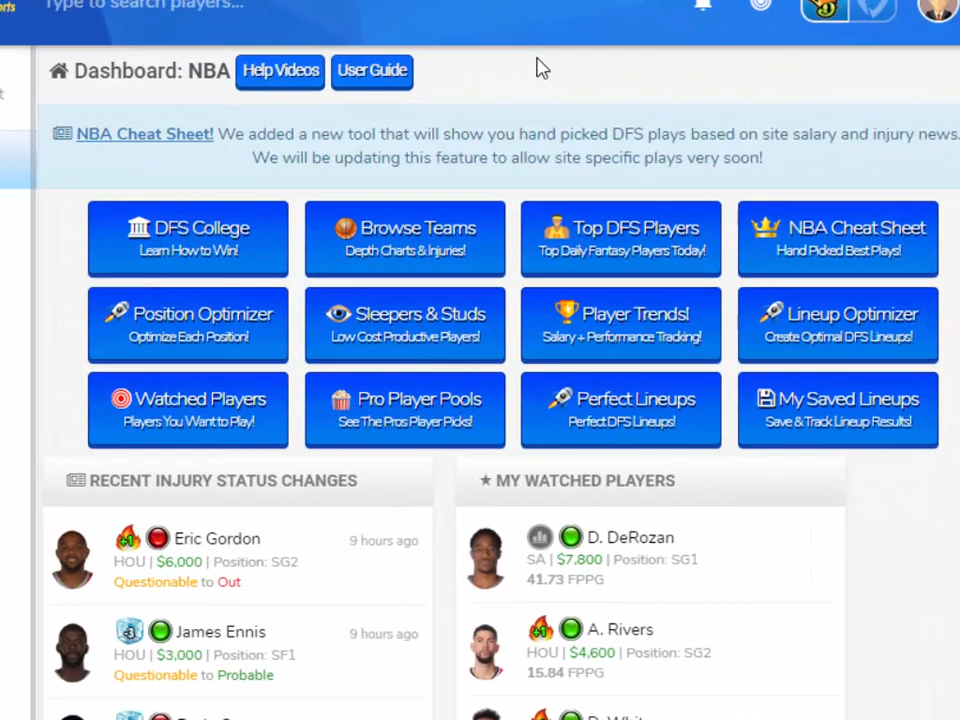 Type to search players...
Dashboard: NBA Help Videos User Guide
NBA Cheat Sheet! We added a new tool that will show you hand picked DFS plays based on site salary and injury news.
We will be updating this feature to allow site specific plays very soon!
DFS College
Learn How to Win!
Browse Teams
Depth Charts & Injuries!
Top DFS Players
Top Daily Fantasy Players Today!
NBA Cheat Sheet
Hand Picked Best Plays!
Position Optimizer
Optimize Each Position!
Sleepers & Studs
Low Cost Productive Players!
Player Trends!
Salary + Performance Tracking!
Lineup Optimizer
Create Optimal DFS Lineups!
Watched Players
Players You Want to Play!
Pro Player Pools
See The Pros Player Picks!
Perfect Lineups
Perfect DFS Lineups!
My Saved Lineups
Save & Track Lineup Results!
RECENT INJURY STATUS CHANGES
+1 Eric Gordon 9 hours ago
HOU | $6,000 | Position: SG2
Questionable to Out
-3 James Ennis 9 hours ago
HOU | $3,000 | Position: SF1
Questionable to Probable
MY WATCHED PLAYERS
D. DeRozan
SA | $7,800 | Position: SG1
41.73 FPPG
+1 A. Rivers
HOU | $4,600 | Position: SG2
15.84 FPPG